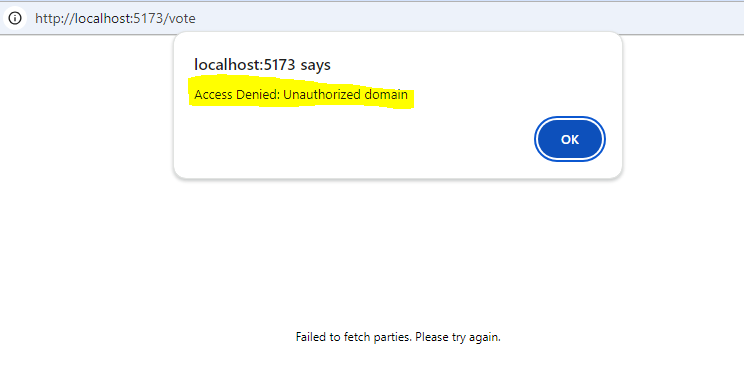 http://localhost:5173/vote
localhost:5173 says
Access Denied: Unauthorized domain
OK
Failed to fetch parties. Please try again.